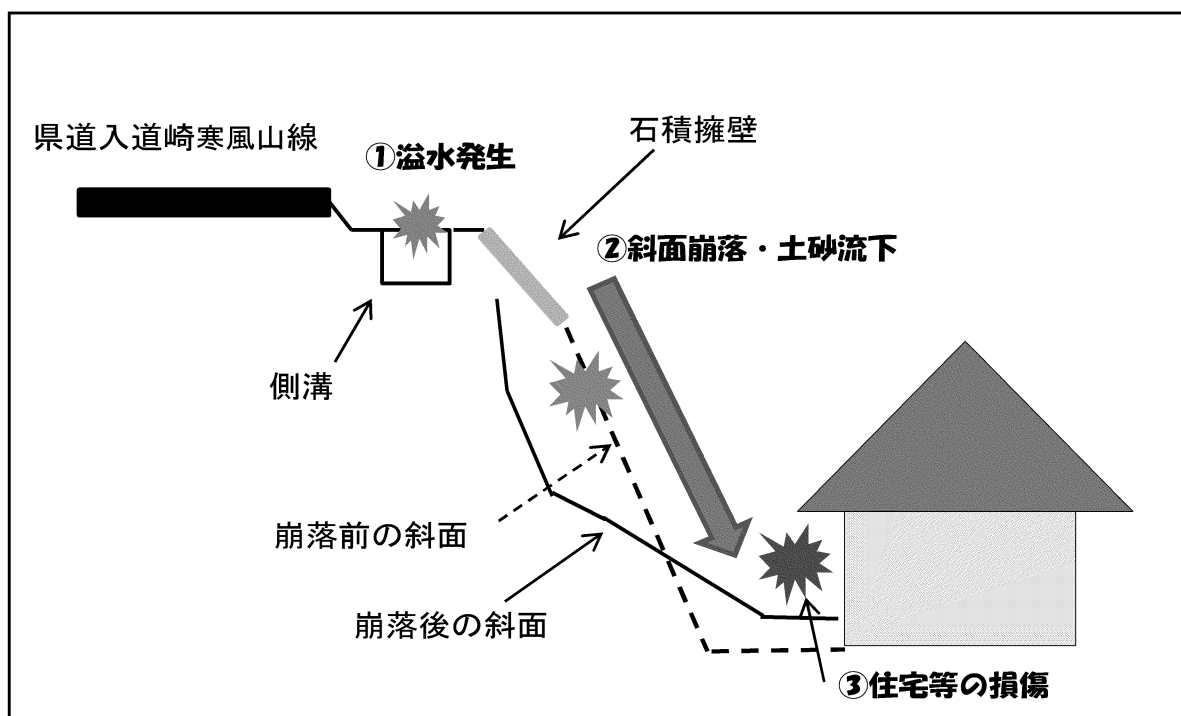 県道入道崎寒風山線
①溢水発生
石積擁壁
②斜面崩落・土砂流下
側溝
崩落前の斜面
崩落後の斜面
③住宅等の損傷